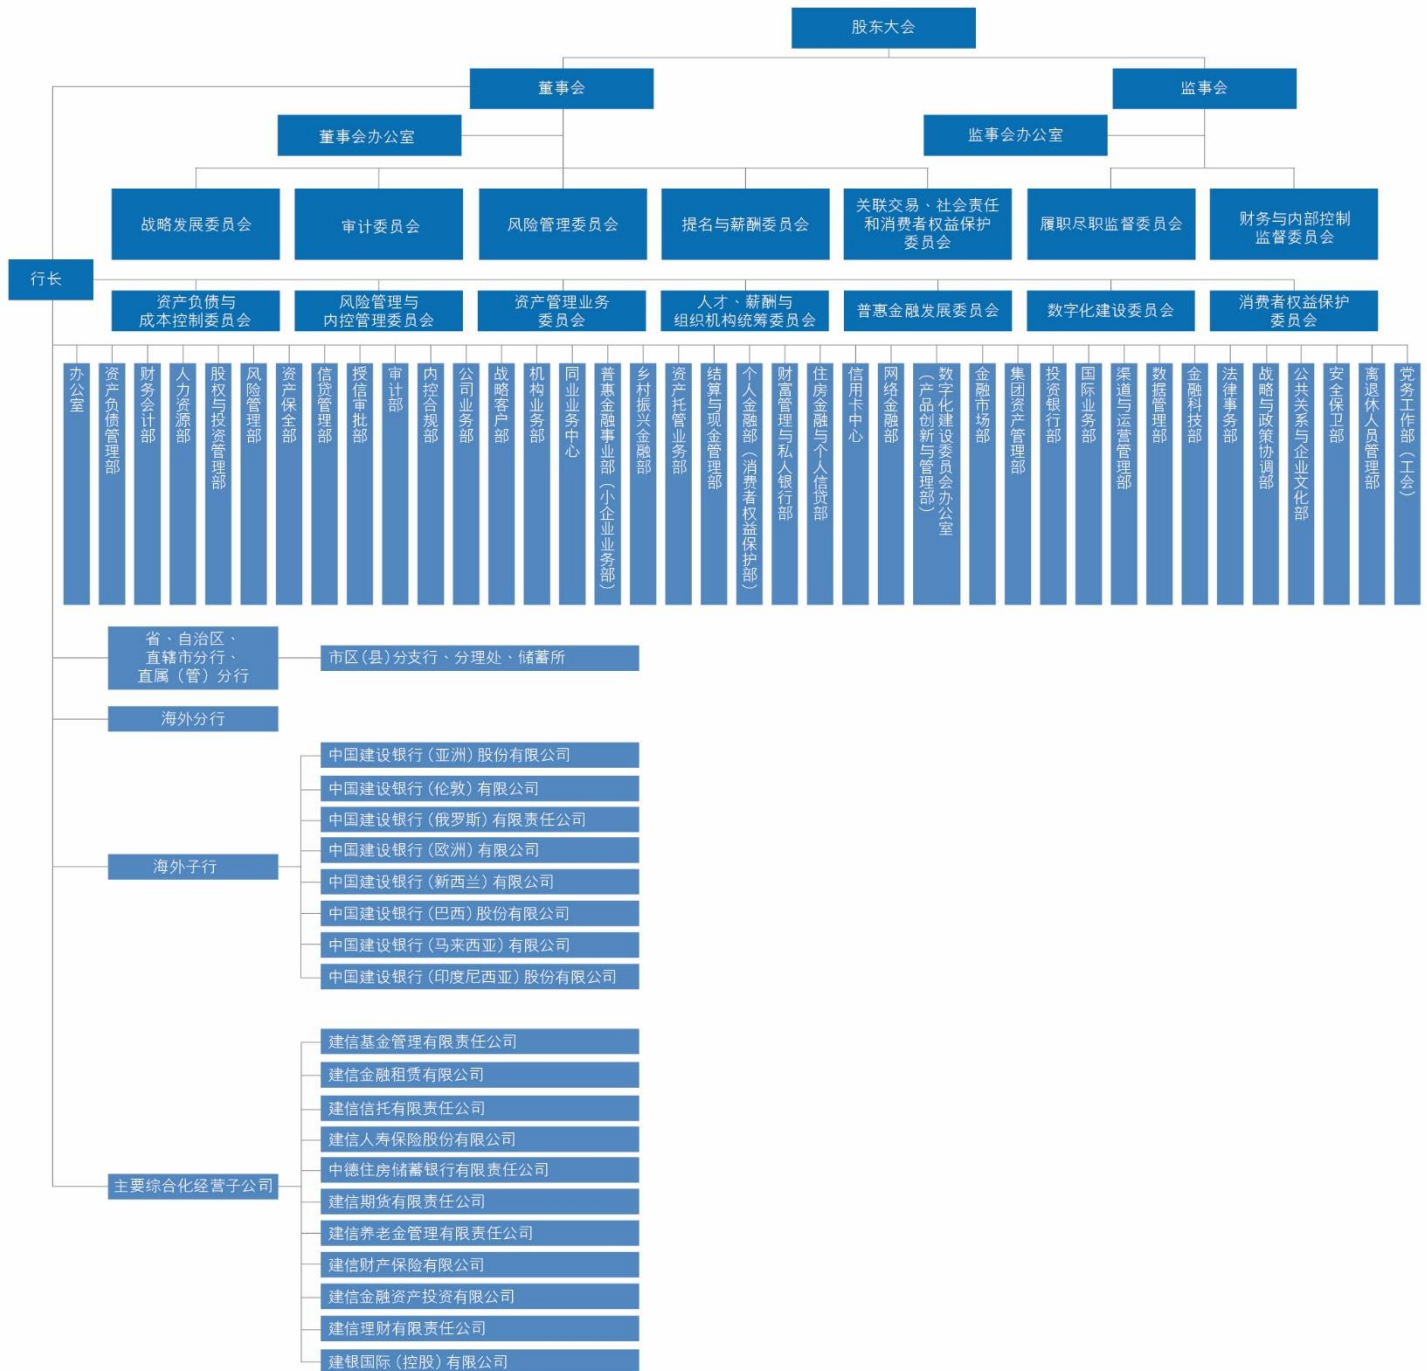 股东大会
董事会
监事会
董事会办公室
监事会办公室
战略发展委员会
审计委员会
风险管理委员会
提名与薪酬委员会
关联交易、社会责任
和消费者权益保护
委员会
履职尽职监督委员会
财务与内部控制
监督委员会
行长
资产负债与
成本控制委员会
风险管理与
内控管理委员会
资产管理业务
委员会
人才、薪酬与
组织机构统筹委员会
普惠金融发展委员会
数字化建设委员会
消费者权益保护
委员会
办公室
资产负债管理部
财务会计部
人力资源部
股权与投资管理部
风险管理部
资产保全部
信贷管理部
授信审批部
审计部
内控合规部
公司业务部
战略客户部
机构业务部
同业业务中心
普惠金融事业部（小企业业务部）
乡村振兴金融部
资产托管业务部
结算与现金管理部
个人金融部（消费者权益保护部）
财富管理与私人银行部
住房金融与个人信贷部
信用卡中心
网络金融部
数字化建设委员会办公室
（产品创新与管理部）
金融市场部
集团资产管理部
投资银行部
国际业务部
渠道与运营管理部
数据管理部
金融科技部
法律事务部
战略与政策协调部
公共关系与企业文化部
安全保卫部
离退休人员管理部
党务工作部（工会）
省、自治区、
直辖市分行、
直属（管）分行
市区（县）分支行、分理处、储蓄所
海外分行
海外子行
中国建设银行（亚洲）股份有限公司
中国建设银行（伦敦）有限公司
中国建设银行（俄罗斯）有限责任公司
中国建设银行（欧洲）有限公司
中国建设银行（新西兰）有限公司
中国建设银行（巴西）股份有限公司
中国建设银行（马来西亚）有限公司
中国建设银行（印度尼西亚）股份有限公司
主要综合化经营子公司
建信基金管理有限责任公司
建信金融租赁有限公司
建信信托有限责任公司
建信人寿保险股份有限公司
中德住房储蓄银行有限责任公司
建信期货有限责任公司
建信养老金管理有限责任公司
建信财产保险有限公司
建信金融资产投资有限公司
建信理财有限责任公司
建银国际（控股）有限公司